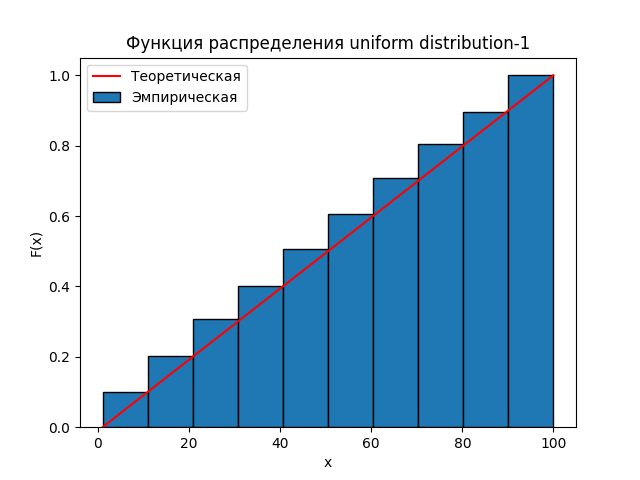 Функция распределения uniform distribution-1
Теоретическая
Эмпирическая
1.0
0.8
0.6
0.4
0.2
0.0
F(x)
0 20 40 60 80 100
x